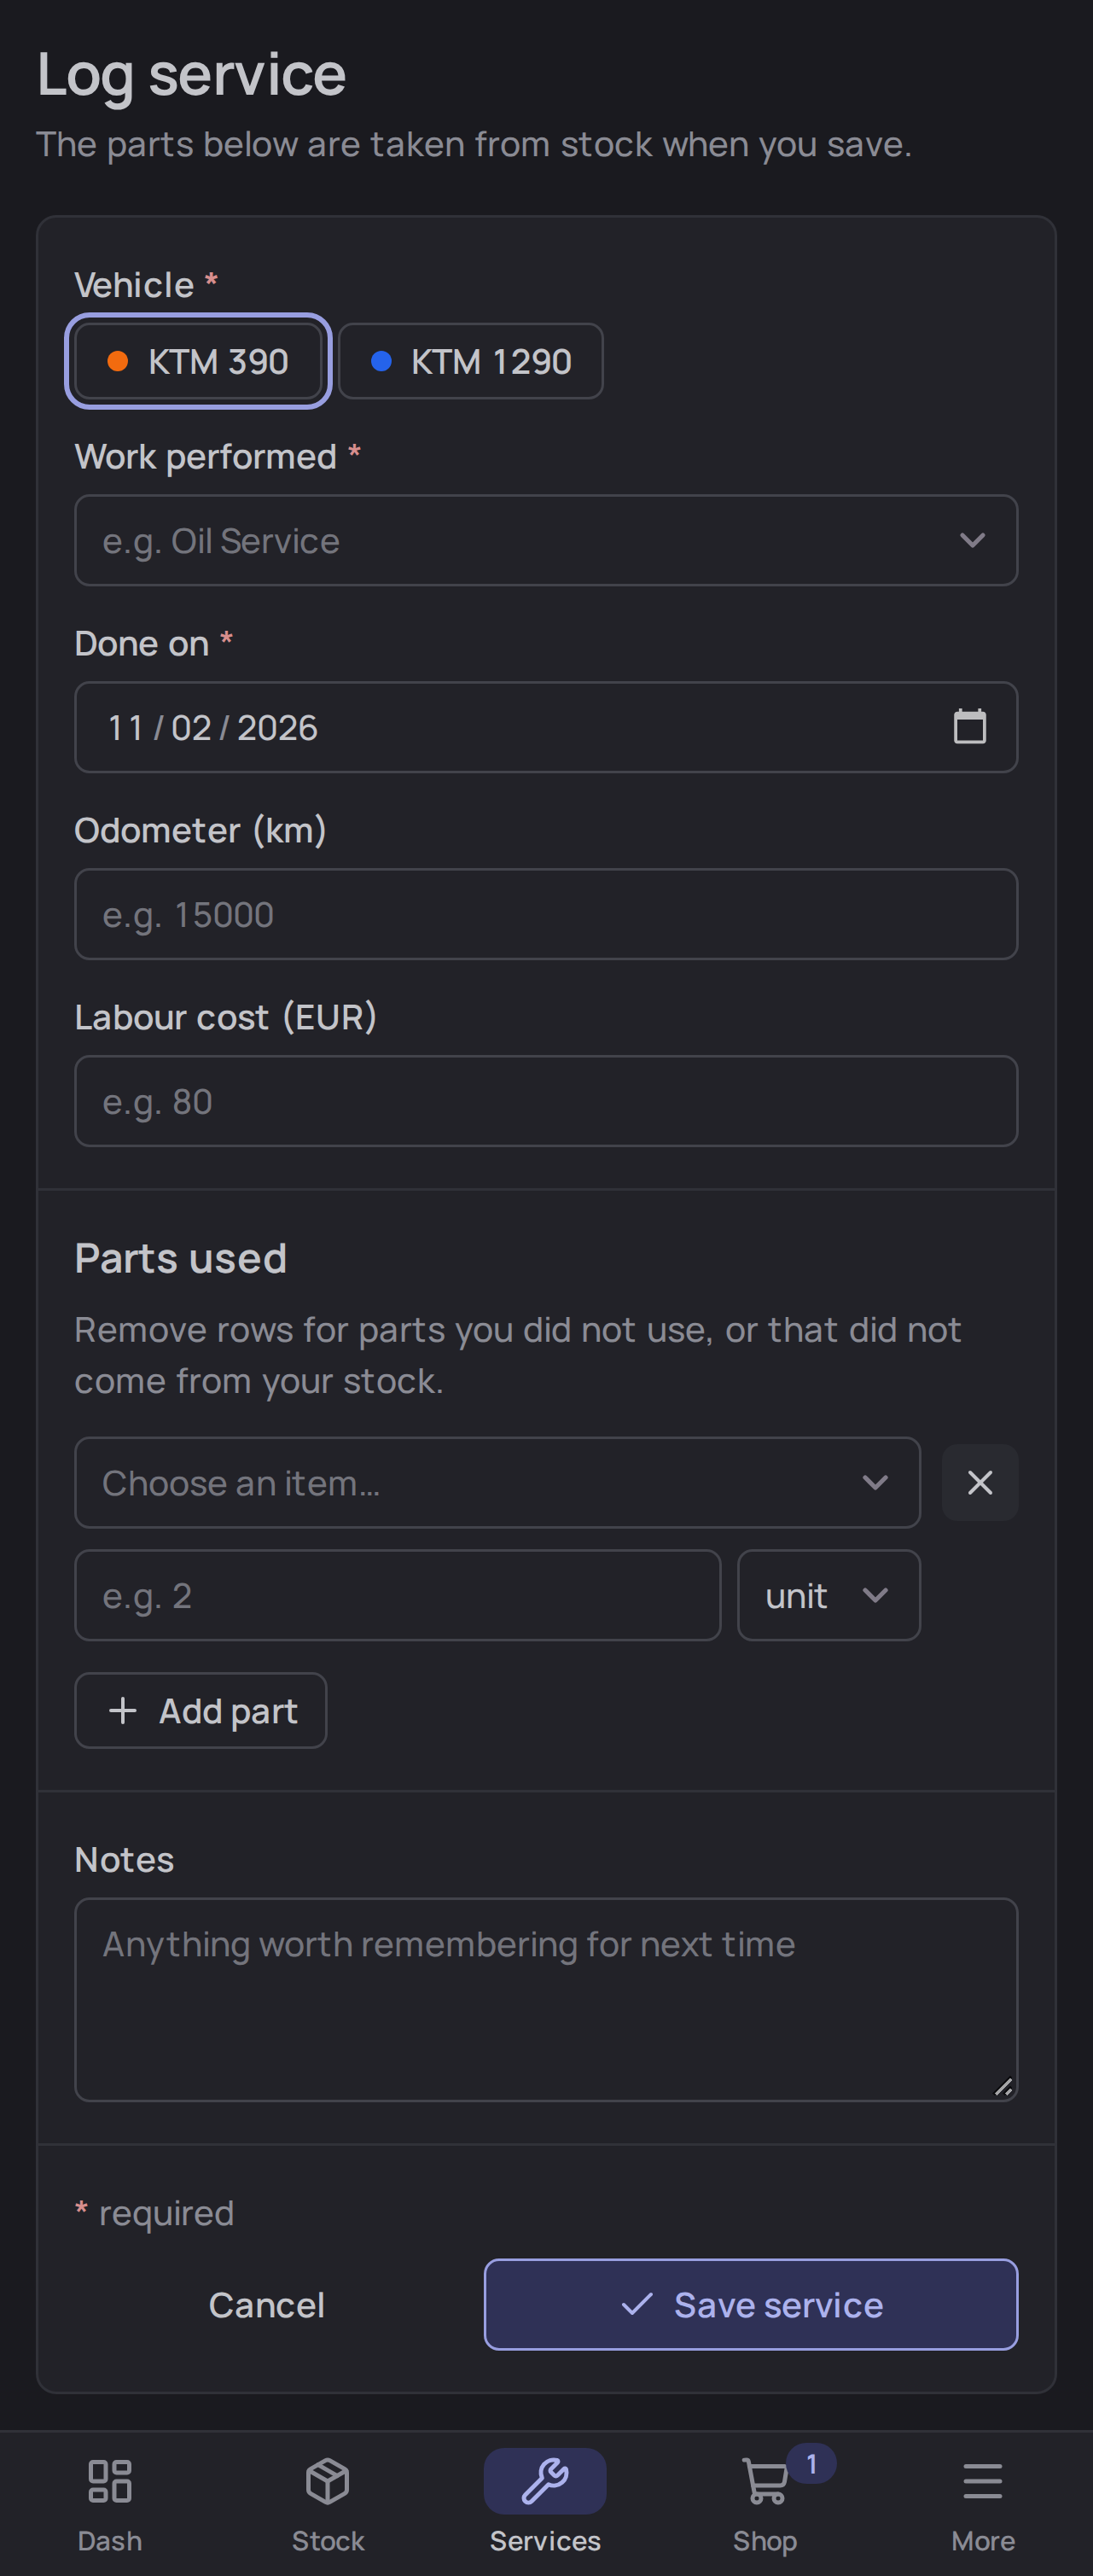 Log service
The parts below are taken from stock when you save.
Vehicle *
KTM 390
KTM 1290
Work performed *
e.g. Oil Service
Done on *
11 / 02 / 2026
Odometer (km)
e.g. 15000
Labour cost (EUR)
e.g. 80
Parts used
Remove rows for parts you did not use, or that did not
come from your stock.
Choose an item...
e.g. 2
unit
Add part
Notes
Anything worth remembering for next time
* required
Cancel
Save service
1
Dash
Stock
Services
Shop
More